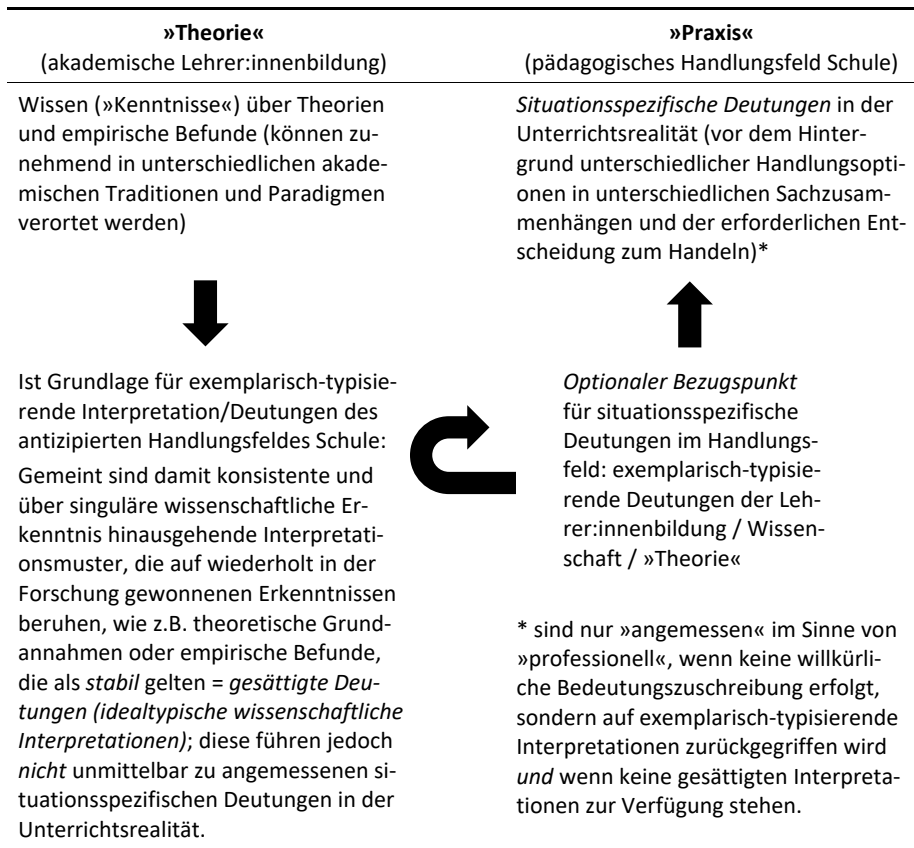 »Theorie«
(akademische Lehrer:innenbildung)
Wissen (»Kenntnisse«) über Theorien
und empirische Befunde (können zu-
nehmend in unterschiedlichen akade-
mischen Traditionen und Paradigmen
verortet werden)
Ist Grundlage für exemplarisch-typisie-
rende Interpretation/Deutungen des
antizipierten Handlungsfeldes Schule:
Gemeint sind damit konsistente und
über singuläre wissenschaftliche Er-
kenntnis hinausgehende Interpretati-
onsmuster, die auf wiederholt in der
Forschung gewonnenen Erkenntnissen
beruhen, wie z.B. theoretische Grund-
annahmen oder empirische Befunde,
die als stabil gelten = gesättigte Deu-
tungen (idealtypische wissenschaftliche
Interpretationen); diese führen jedoch
nicht unmittelbar zu angemessenen si-
tuationsspezifischen Deutungen in der
Unterrichtsrealität.
»Praxis«
(pädagogisches Handlungsfeld Schule)
Situationsspezifische Deutungen in der
Unterrichtsrealität (vor dem Hinter-
grund unterschiedlicher Handlungsopti-
onen in unterschiedlichen Sachzusam-
menhängen und der erforderlichen Ent-
scheidung zum Handeln)*
Optionaler Bezugspunkt
für situationsspezifische
Deutungen im Handlungs-
feld: exemplarisch-typisie-
rende Deutungen der Leh-
rer:innenbildung / Wissen-
schaft / »Theorie«
* sind nur »angemessen« im Sinne von
»professionell«, wenn keine willkürli-
che Bedeutungszuschreibung erfolgt,
sondern auf exemplarisch-typisierende
Interpretationen zurückgegriffen wird
und wenn keine gesättigten Interpreta-
tionen zur Verfügung stehen.